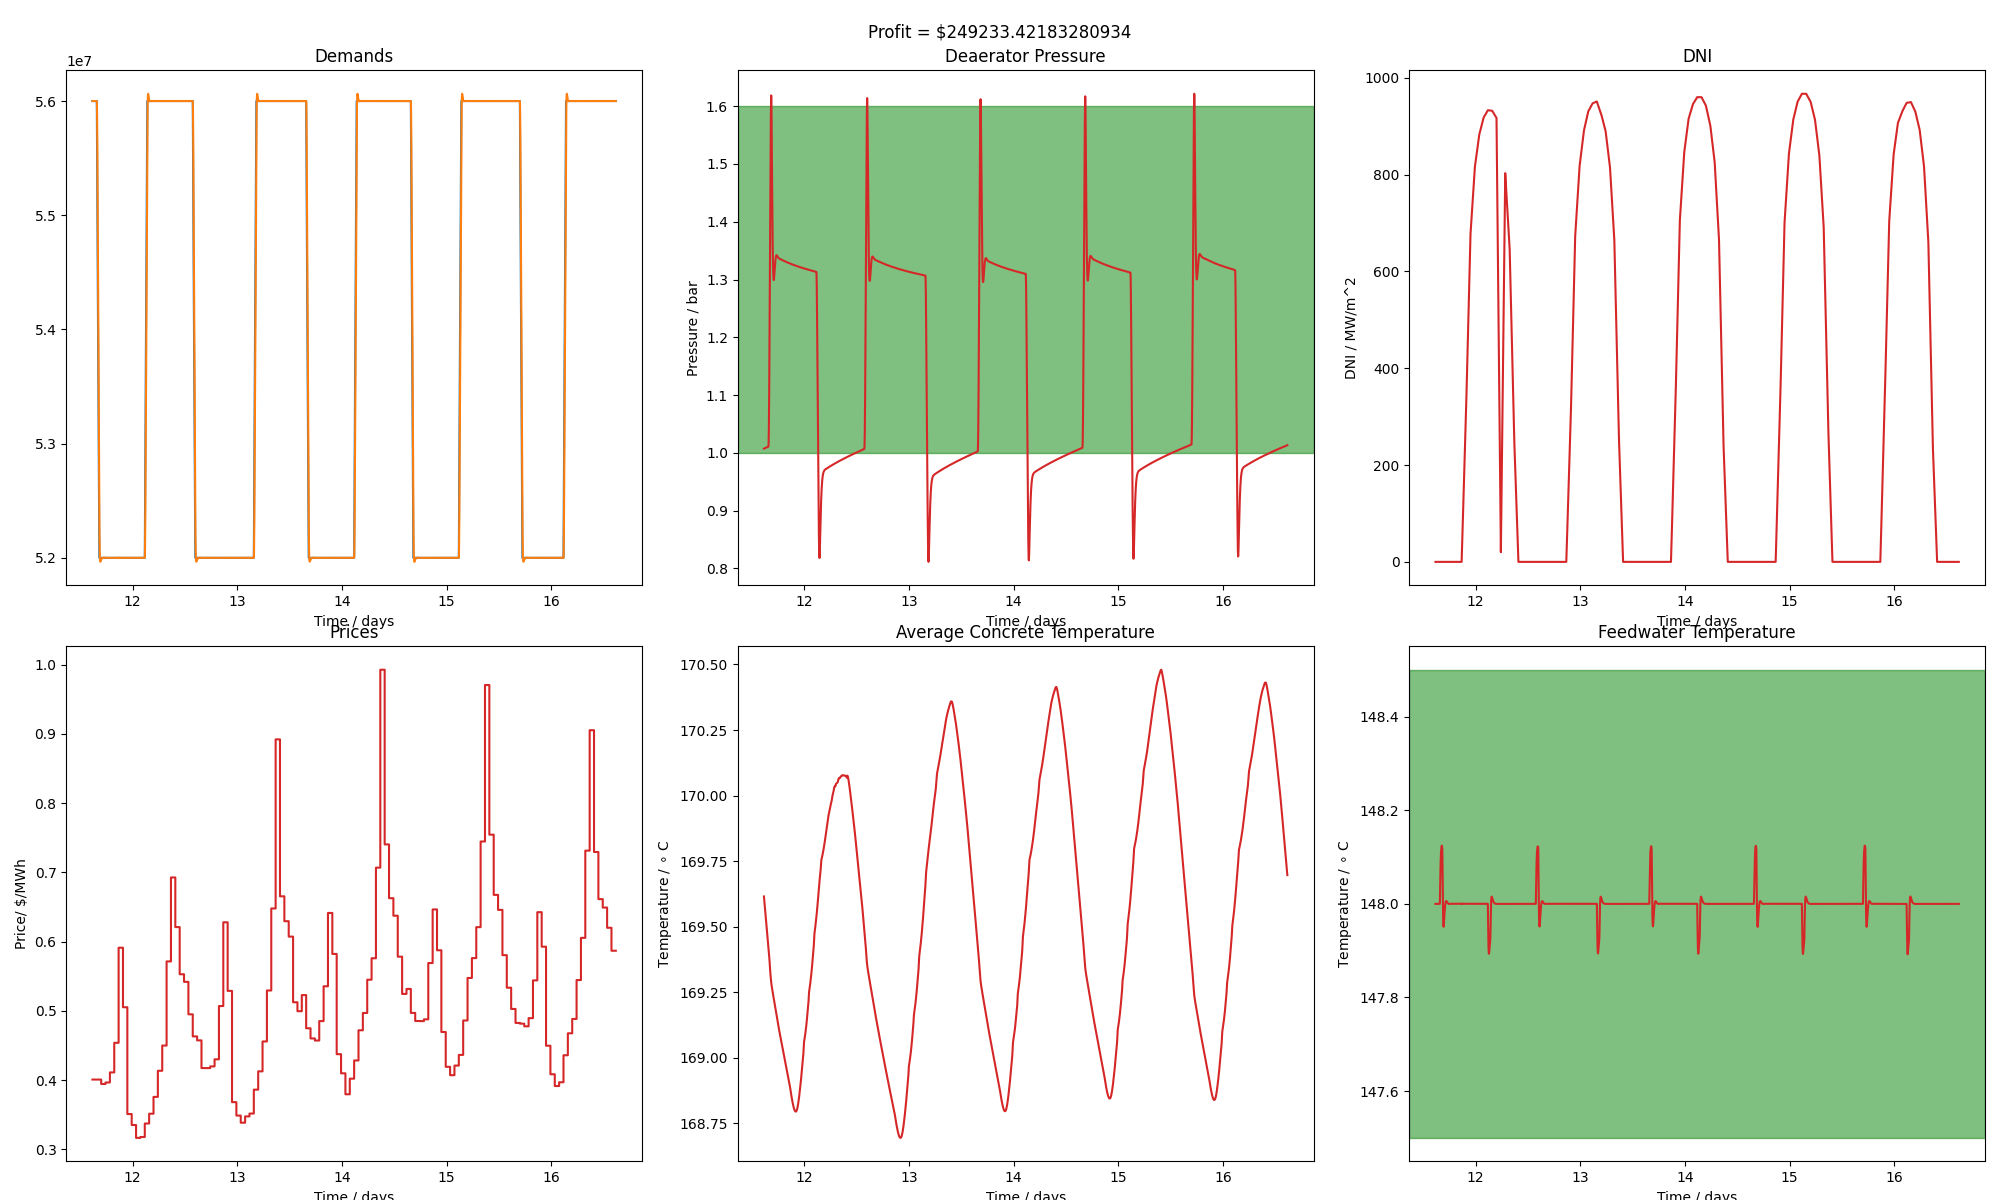 Profit = $249233.42183280934
Demands
1e7
5.6
5.5
5.4
5.3
5.2
12 13 14 15 16
Time / days
Deaerator Pressure
Pressure / bar
1.6
1.5
1.4
1.3
1.2
1.1
1.0
0.9
0.8
12 13 14 15 16
Time / days
DNI
DNI / MW/m^2
1000
800
600
400
200
0
12 13 14 15 16
Time / days
Prices
Price/ $/MWh
1.0
0.9
0.8
0.7
0.6
0.5
0.4
0.3
12 13 14 15 16
Time / days
Average Concrete Temperature
Temperature / ∘ C
170.50
170.25
170.00
169.75
169.50
169.25
169.00
168.75
12 13 14 15 16
Time / days
Feedwater Temperature
Temperature / ∘ C
148.4
148.2
148.0
147.8
147.6
12 13 14 15 16
Time / days